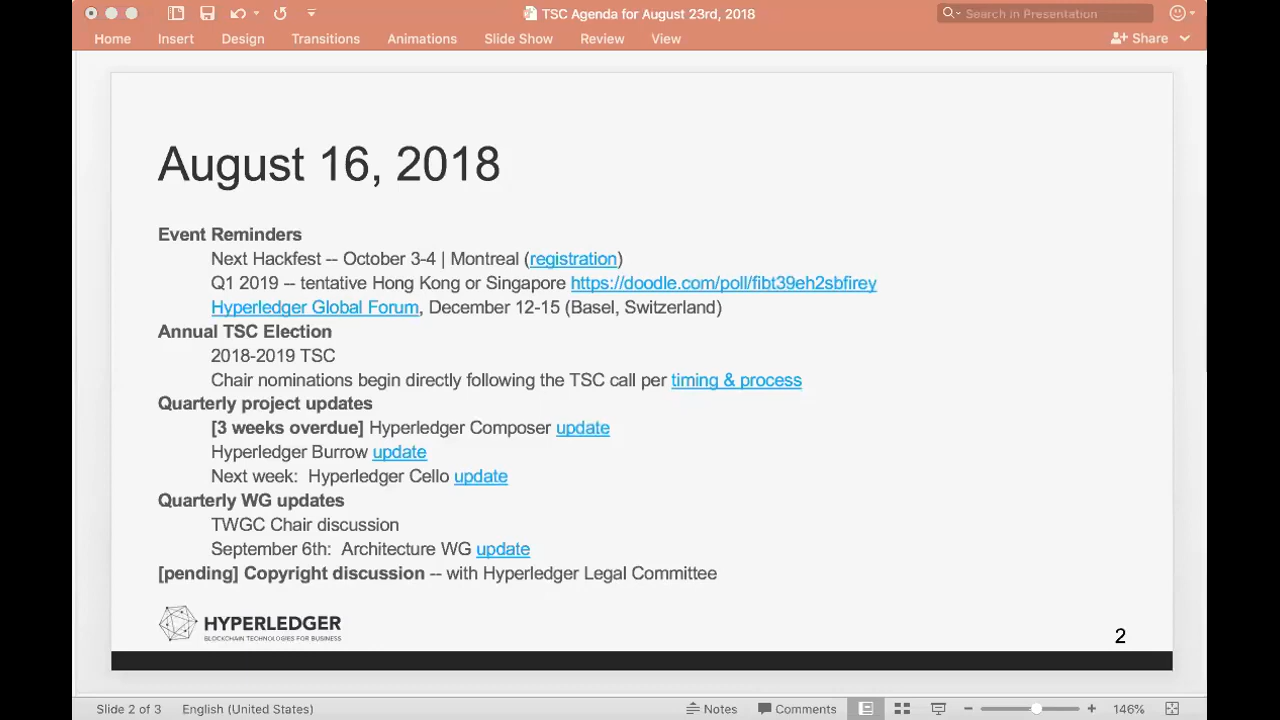 TSC Agenda for August 23rd, 2018
Search in Presentation
Home Insert Design Transitions Animations Slide Show Review View Share
August 16, 2018
Event Reminders
Next Hackfest -- October 3-4 | Montreal (registration)
Q1 2019 -- tentative Hong Kong or Singapore https://doodle.com/poll/fibt39eh2sbfirey
Hyperledger Global Forum, December 12-15 (Basel, Switzerland)
Annual TSC Election
2018-2019 TSC
Chair nominations begin directly following the TSC call per timing & process
Quarterly project updates
[3 weeks overdue] Hyperledger Composer update
Hyperledger Burrow update
Next week: Hyperledger Cello update
Quarterly WG updates
TWGC Chair discussion
September 6th: Architecture WG update
[pending] Copyright discussion -- with Hyperledger Legal Committee
HYPERLEDGER
BLOCKCHAIN TECHNOLOGIES FOR BUSINESS
2
Slide 2 of 3 English (United States) Notes Comments 146%